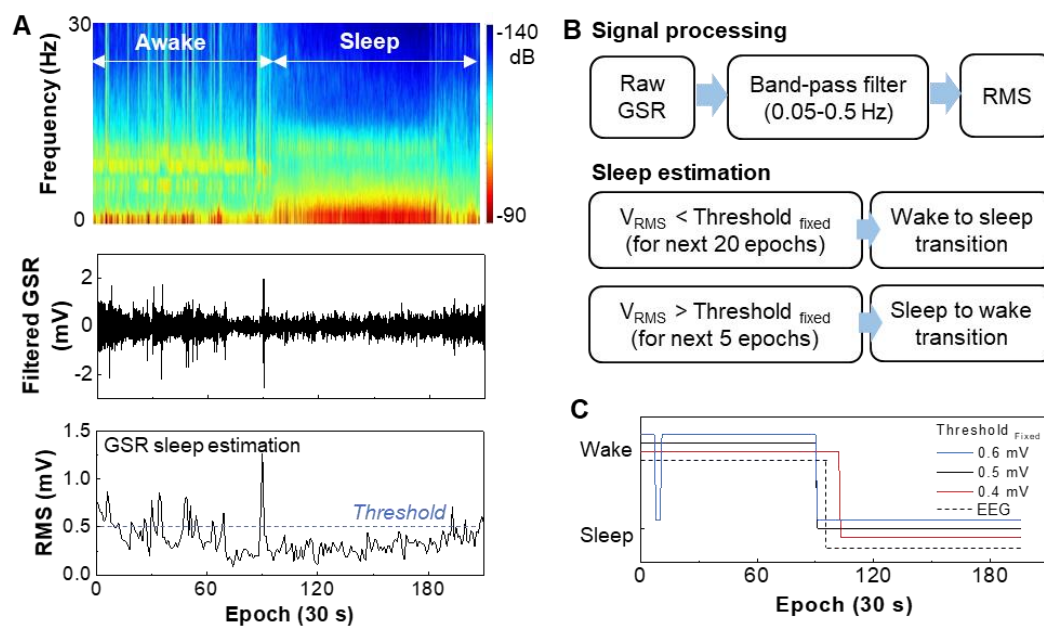 A
30
Awake
Sleep
-140
dB
Frequency (Hz)
0
-90
Filtered GSR
(mV)
2
0
-2
RMS (mV)
1.5
1.0
0.5
0.0
GSR sleep estimation
Threshold
0
60
120
180
Epoch (30 s)
B
Signal processing
Raw
GSR
Band-pass filter
(0.05-0.5 Hz)
RMS
Sleep estimation
VRMS < Threshold fixed
(for next 20 epochs)
Wake to sleep
transition
VRMS > Threshold fixed
(for next 5 epochs)
Sleep to wake
transition
C
Wake
Sleep
Threshold Fixed
0.6 mV
0.5 mV
0.4 mV
EEG
0
60
120
180
Epoch (30 s)